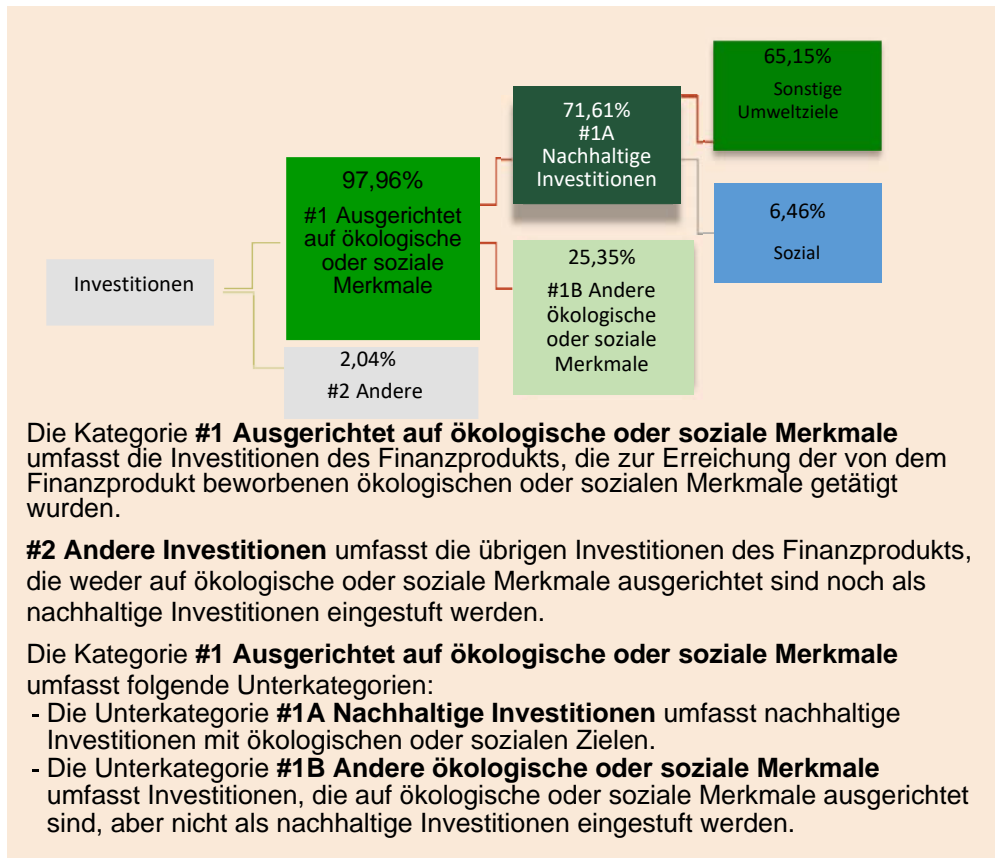 65,15%
Sonstige
Umweltziele
71,61%
#1A
Nachhaltige
Investitionen
97,96%
#1 Ausgerichtet
auf ökologische
oder soziale
Merkmale
6,46%
Sozial
25,35%
#1B Andere
ökologische
oder soziale
Merkmale
Investitionen
2,04%
#2 Andere
Die Kategorie #1 Ausgerichtet auf ökologische oder soziale Merkmale
umfasst die Investitionen des Finanzprodukts, die zur Erreichung der von dem
Finanzprodukt beworbenen ökologischen oder sozialen Merkmale getätigt
wurden.
#2 Andere Investitionen umfasst die übrigen Investitionen des Finanzprodukts,
die weder auf ökologische oder soziale Merkmale ausgerichtet sind noch als
nachhaltige Investitionen eingestuft werden.
Die Kategorie #1 Ausgerichtet auf ökologische oder soziale Merkmale
umfasst folgende Unterkategorien:
- Die Unterkategorie #1A Nachhaltige Investitionen umfasst nachhaltige
Investitionen mit ökologischen oder sozialen Zielen.
- Die Unterkategorie #1B Andere ökologische oder soziale Merkmale
umfasst Investitionen, die auf ökologische oder soziale Merkmale ausgerichtet
sind, aber nicht als nachhaltige Investitionen eingestuft werden.